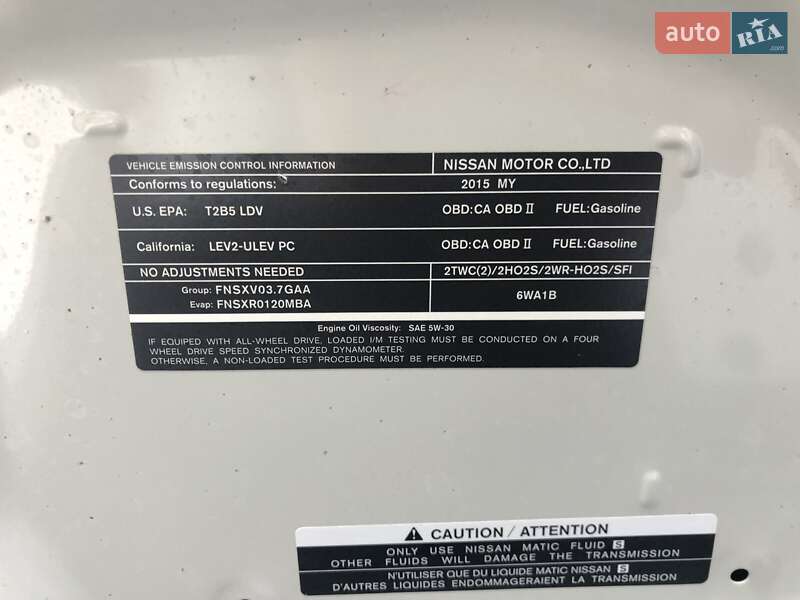 auto RIA .com
VEHICLE EMISSION CONTROL INFORMATION NISSAN MOTOR CO.,LTD
Conforms to regulations: 2015 MY
U.S. EPA: T2B5 LDV OBD:CA OBD II FUEL:Gasoline
California: LEV2-ULEV PC OBD:CA OBD II FUEL:Gasoline
NO ADJUSTMENTS NEEDED 2TWC(2)/2HO2S/2WR-HO2S/SFI
Group: FNSXV03.7GAA
Evap: FNSXR0120MBA
6WA1B
Engine Oil Viscosity: SAE 5W-30
IF EQUIPPED WITH ALL-WHEEL DRIVE, LOADED I/M TESTING MUST BE CONDUCTED ON A FOUR
WHEEL DRIVE SPEED SYNCHRONIZED DYNAMOMETER.
OTHERWISE, A NON-LOADED TEST PROCEDURE MUST BE PERFORMED.
CAUTION / ATTENTION
ONLY USE NISSAN MATIC FLUID S
OTHER FLUIDS WILL DAMAGE THE TRANSMISSION
N'UTILISER QUE DU LIQUIDE MATIC NISSAN S
D'AUTRES LIQUIDES ENDOMMAGERAIENT LA TRANSMISSION